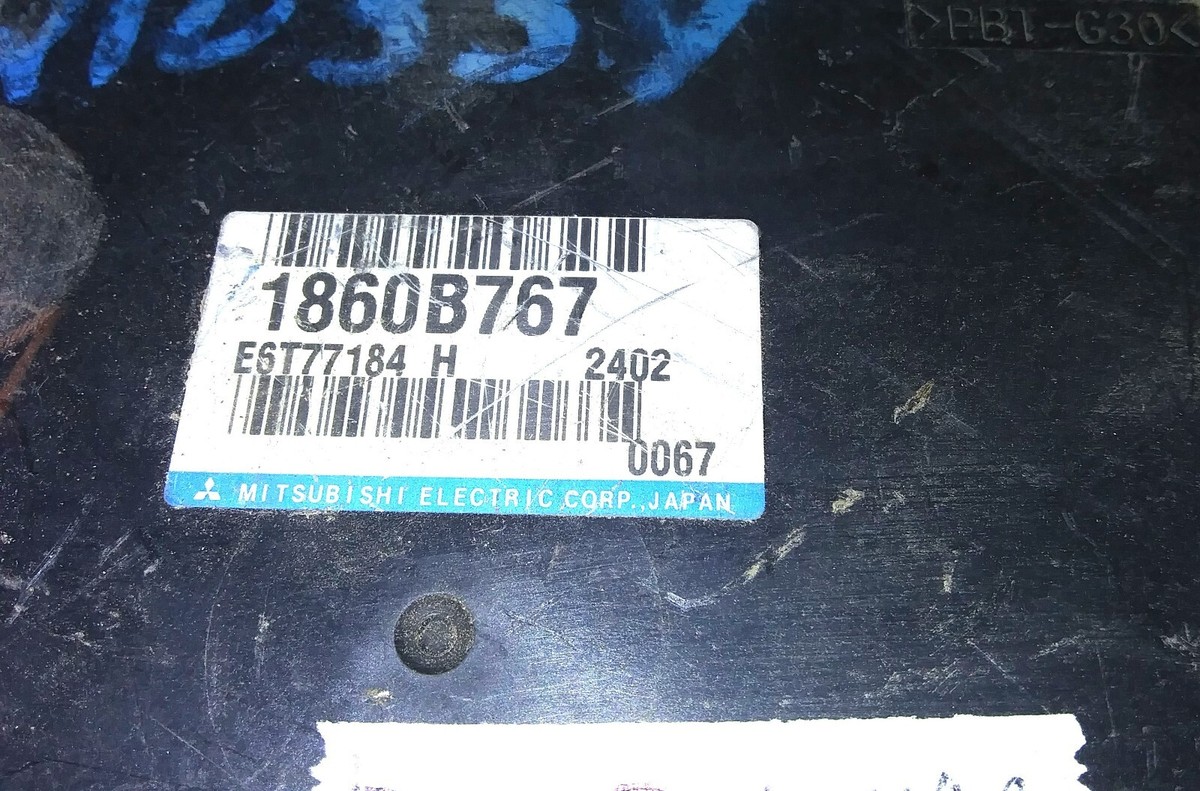 >PBT-G30<
1860B767
E6T77184 H 2402
0067
MITSUBISHI ELECTRIC CORP.,JAPAN